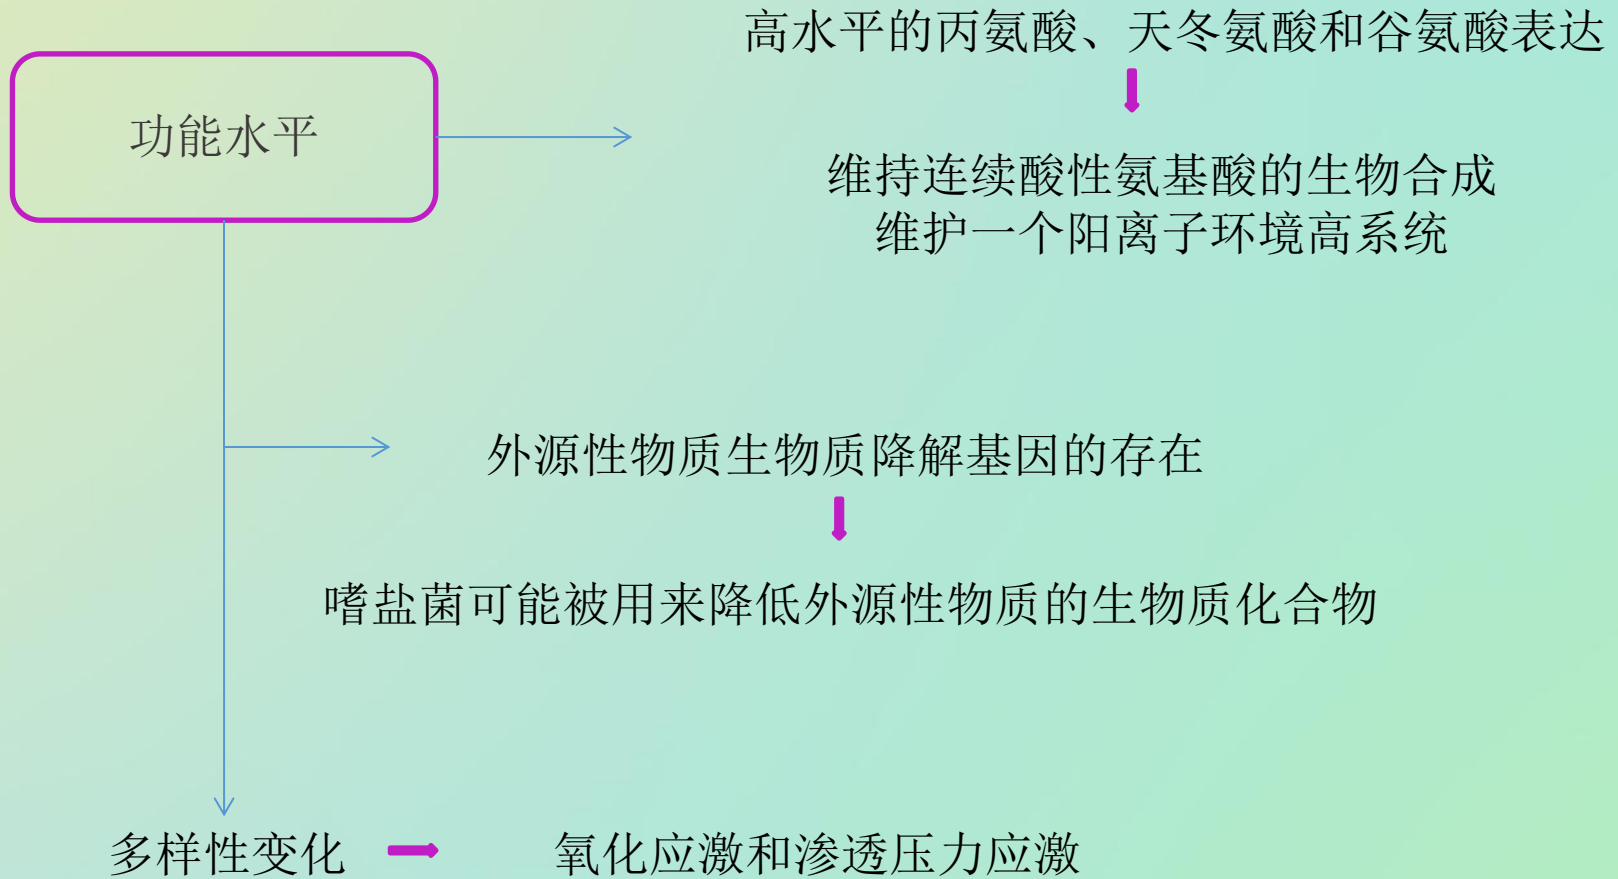 高水平的丙氨酸、天冬氨酸和谷氨酸表达
功能水平
维持连续酸性氨基酸的生物合成
维护一个阳离子环境高系统
外源性物质生物质降解基因的存在
嗜盐菌可能被用来降低外源性物质的生物质化合物
多样性变化
氧化应激和渗透压力应激